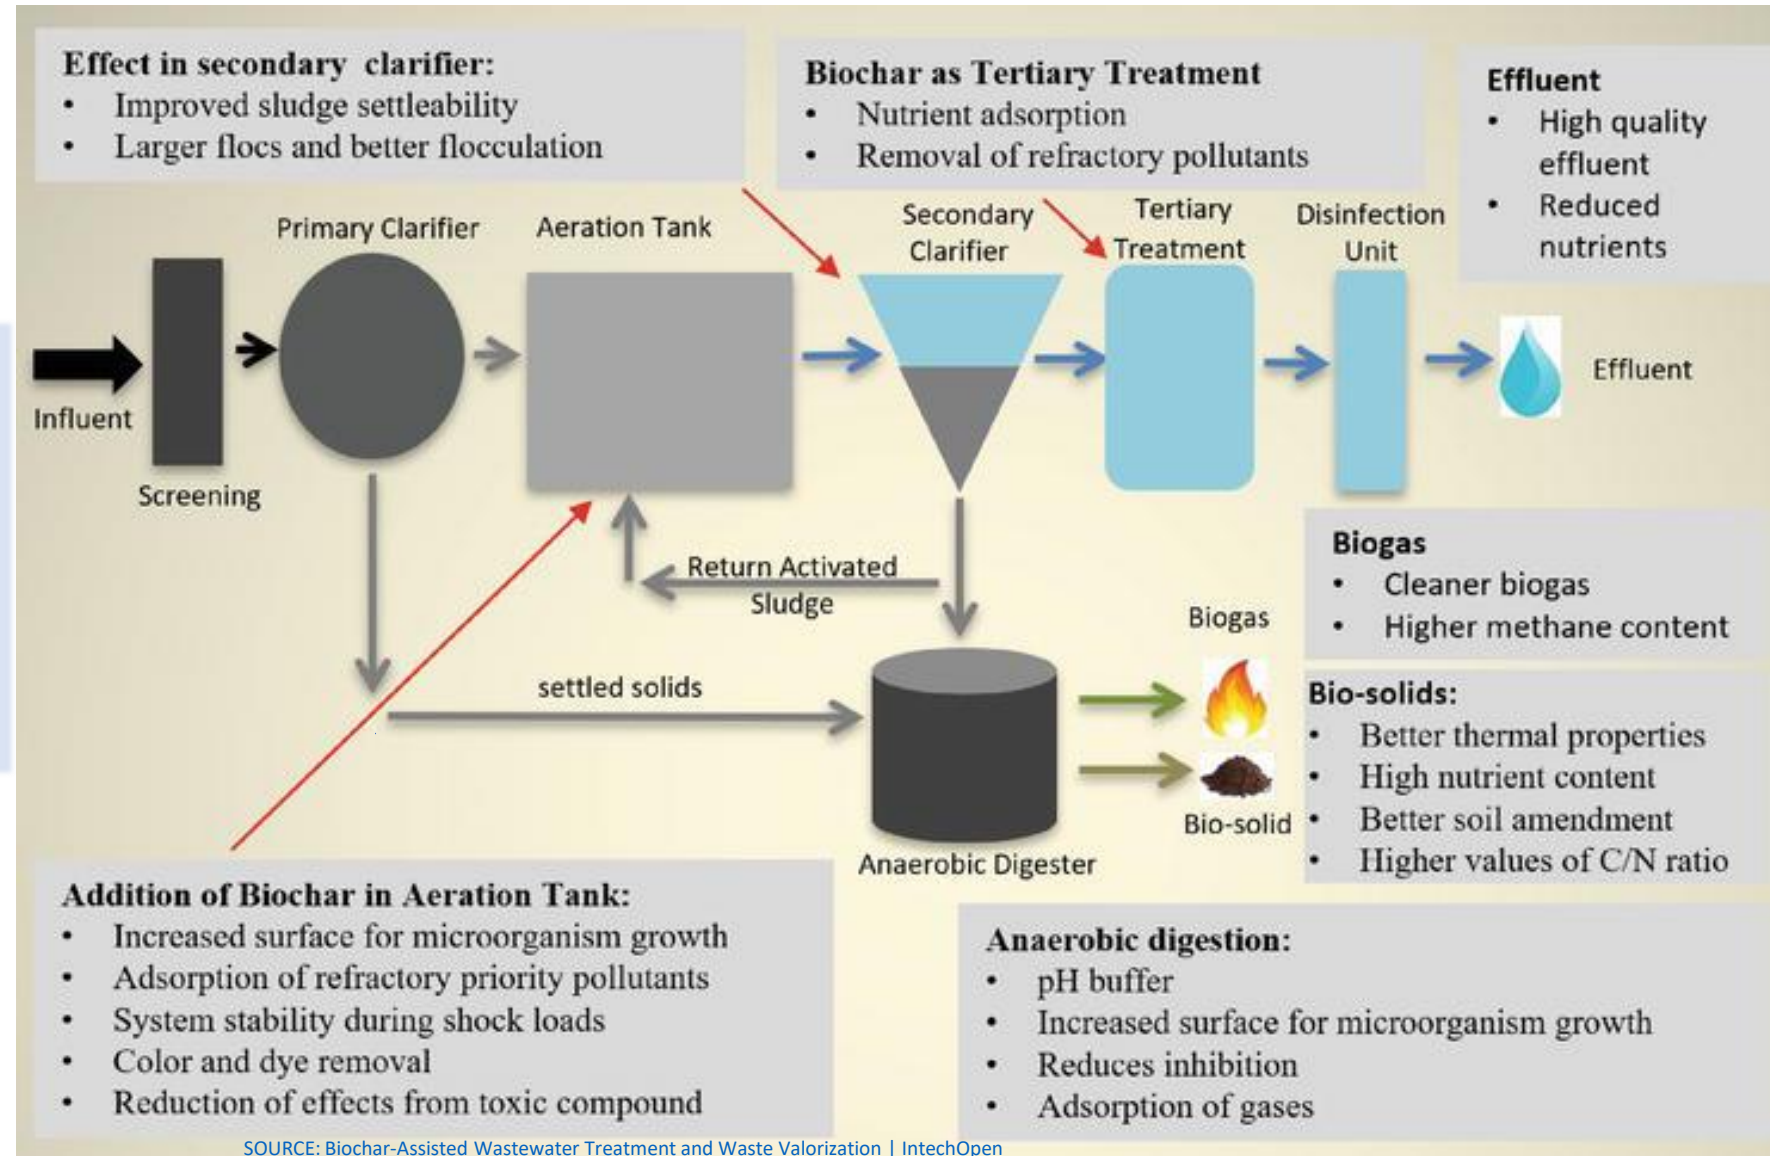 Effect in secondary clarifier:
• Improved sludge settleability
• Larger flocs and better flocculation
Biochar as Tertiary Treatment
• Nutrient adsorption
• Removal of refractory pollutants
Effluent
• High quality
effluent
• Reduced
nutrients
Primary Clarifier
Aeration Tank
Secondary
Clarifier
Tertiary
Treatment
Disinfection
Unit
Influent
Screening
Effluent
Return Activated
Sludge
settled solids
Anaerobic Digester
Biogas
Bio-solid
Biogas
• Cleaner biogas
• Higher methane content
Bio-solids:
• Better thermal properties
• High nutrient content
• Better soil amendment
• Higher values of C/N ratio
Addition of Biochar in Aeration Tank:
• Increased surface for microorganism growth
• Adsorption of refractory priority pollutants
• System stability during shock loads
• Color and dye removal
• Reduction of effects from toxic compound
Anaerobic digestion:
• pH buffer
• Increased surface for microorganism growth
• Reduces inhibition
• Adsorption of gases
SOURCE: Biochar-Assisted Wastewater Treatment and Waste Valorization | IntechOpen